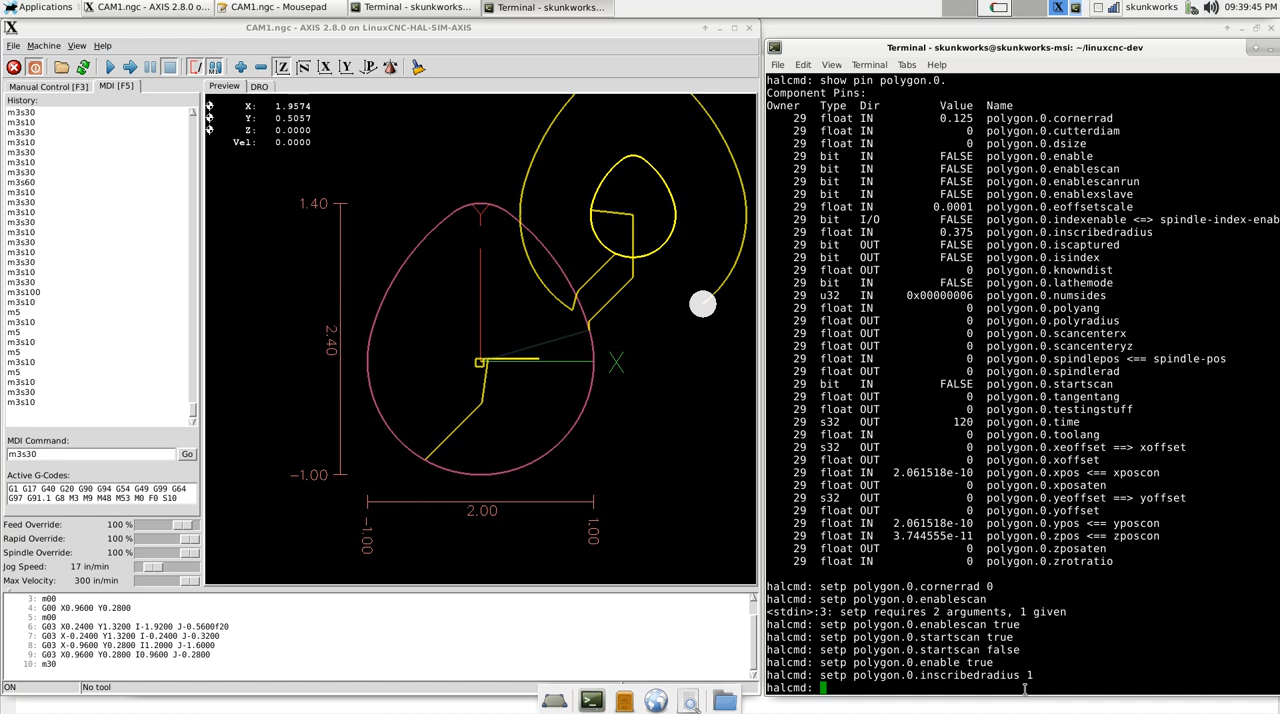 Applications
CAM1.ngc - AXIS 2.8.0 o...
CAM1.ngc - Mousepad
Terminal - skunkworks...
Terminal - skunkworks...
skunkworks
09:39:45 PM
CAM1.ngc - AXIS 2.8.0 on LinuxCNC-HAL-SIM-AXIS
File Machine View Help
Manual Control [F3] MDI [F5]
Preview DRO
History:
m3s30
m3s10
m3s30
m3s10
m3s30
m3s10
m3s30
m3s60
m3s10
m3s10
m3s30
m3s10
m3s30
m3s10
m3s30
m3s10
m3s30
m3s10
m3s100
m3s10
m5
m3s10
m5
m3s10
m5
m3s10
m5
m3s10
m3s30
m3s10
MDI Command:
m3s30 Go
Active G-Codes:
G1 G17 G40 G20 G90 G94 G54 G49 G99 G64
G97 G91.1 G8 M3 M9 M48 M53 M0 F0 S10
Feed Override: 100 %
Rapid Override: 100 %
Spindle Override: 100 %
Jog Speed: 17 in/min
Max Velocity: 300 in/min
X: 1.9574
Y: 0.5057
Z: 0.0000
Vel: 0.0000
1.40
Y
2.40
X
-1.00
2.00
-1.00
1.00
3: m00
4: G00 X0.9600 Y0.2800
5: m00
6: G03 X0.2400 Y1.3200 I-1.9200 J-0.5600f20
7: G03 X-0.2400 Y1.3200 I-0.2400 J-0.3200
8: G03 X-0.9600 Y0.2800 I1.2000 J-1.6000
9: G03 X0.9600 Y0.2800 I0.9600 J-0.2800
10: m30
ON No tool
Terminal - skunkworks@skunkworks-msi: ~/linuxcnc-dev
File Edit View Terminal Tabs Help
halcmd: show pin polygon.0.
Component Pins:
Owner Type Dir Value Name
29 float IN 0.125 polygon.0.cornerrad
29 float IN 0 polygon.0.cutterdiam
29 float IN 0 polygon.0.dsize
29 bit IN FALSE polygon.0.enable
29 bit IN FALSE polygon.0.enablescan
29 bit IN FALSE polygon.0.enablescanrun
29 bit IN FALSE polygon.0.enablexslave
29 float IN 0.0001 polygon.0.eoffsetscale
29 bit I/O FALSE polygon.0.indexenable <=> spindle-index-enab
29 float IN 0.375 polygon.0.inscribedradius
29 bit OUT FALSE polygon.0.iscaptured
29 bit OUT FALSE polygon.0.isindex
29 float OUT 0 polygon.0.knowndist
29 bit IN FALSE polygon.0.lathemode
29 u32 IN 0x00000006 polygon.0.numsides
29 float IN 0 polygon.0.polyang
29 float OUT 0 polygon.0.polyradius
29 float OUT 0 polygon.0.scancenterx
29 float OUT 0 polygon.0.scancenteryz
29 float IN 0 polygon.0.spindlepos <== spindle-pos
29 float OUT 0 polygon.0.spindlerad
29 bit IN FALSE polygon.0.startscan
29 float OUT 0 polygon.0.tangentang
29 float OUT 0 polygon.0.testingstuff
29 s32 OUT 120 polygon.0.time
29 float IN 0 polygon.0.toolang
29 s32 OUT 0 polygon.0.xeoffset ==> xoffset
29 float OUT 0 polygon.0.xoffset
29 float IN 2.061518e-10 polygon.0.xpos <== xposcon
29 float OUT 0 polygon.0.xposaten
29 s32 OUT 0 polygon.0.yeoffset ==> yoffset
29 float OUT 0 polygon.0.yoffset
29 float IN 2.061518e-10 polygon.0.ypos <== yposcon
29 float IN 3.744555e-11 polygon.0.zpos <== zposcon
29 float OUT 0 polygon.0.zposaten
29 float IN 0 polygon.0.zrotratio
halcmd: setp polygon.0.cornerrad 0
halcmd: setp polygon.0.enablescan
<stdin>:3: setp requires 2 arguments, 1 given
halcmd: setp polygon.0.enablescan true
halcmd: setp polygon.0.startscan true
halcmd: setp polygon.0.startscan false
halcmd: setp polygon.0.enable true
halcmd: setp polygon.0.inscribedradius 1
halcmd: